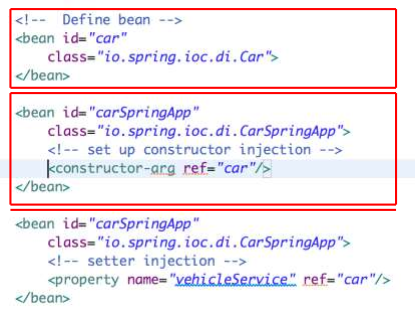 <!--  Define bean -->
<bean id="car"
class="io.spring.ioc.di.Car">
</bean>
<bean id="carSpringApp"
class="io.spring.ioc.di.CarSpringApp">
<!-- set up constructor injection -->
<constructor-arg ref="car"/>
</bean>
<bean id="carSpringApp"
class="io.spring.ioc.di.CarSpringApp">
<!-- setter injection -->
<property name="vehicleService" ref="car"/>
</bean>